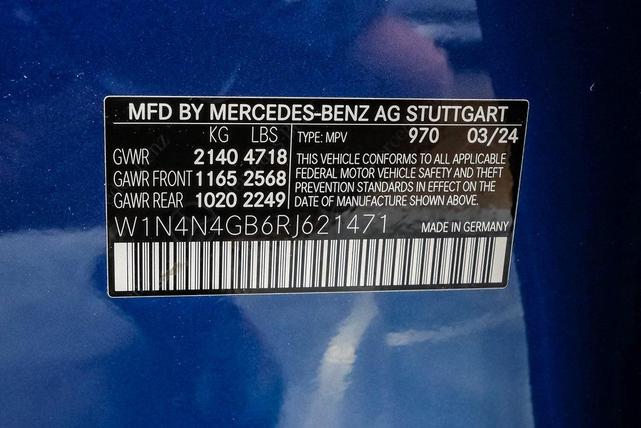 MFD BY MERCEDES-BENZ AG STUTTGART
KG LBS TYPE: MPV 970 03/24
GVWR 2140 4718
GAWR FRONT 1165 2568
GAWR REAR 1020 2249
THIS VEHICLE CONFORMS TO ALL APPLICABLE
FEDERAL MOTOR VEHICLE SAFETY AND THEFT
PREVENTION STANDARDS IN EFFECT ON THE
DATE OF MANUFACTURE SHOWN ABOVE.
W1N4N4GB6RJ621471 MADE IN GERMANY